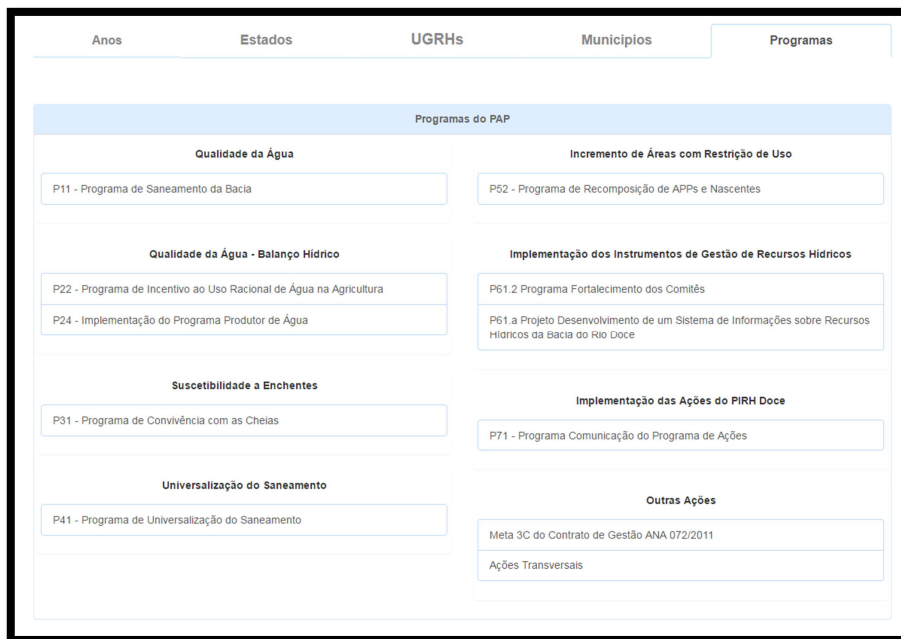 Anos Estados UGRHs Municipios Programas
Programas do PAP
Qualidade da Água
P11 - Programa de Saneamento da Bacia
Qualidade da Água - Balanço Hídrico
P22 - Programa de Incentivo ao Uso Racional de Água na Agricultura
P24 - Implementação do Programa Produtor de Água
Suscetibilidade a Enchentes
P31 - Programa de Convivência com as Cheias
Universalização do Saneamento
P41 - Programa de Universalização do Saneamento
Incremento de Áreas com Restrição de Uso
P52 - Programa de Recomposição de APPs e Nascentes
Implementação dos Instrumentos de Gestão de Recursos Hídricos
P61.2 Programa Fortalecimento dos Comitês
P61.a Projeto Desenvolvimento de um Sistema de Informações sobre Recursos
Hídricos da Bacia do Rio Doce
Implementação das Ações do PIRH Doce
P71 - Programa Comunicação do Programa de Ações
Outras Ações
Meta 3C do Contrato de Gestão ANA 072/2011
Ações Transversais